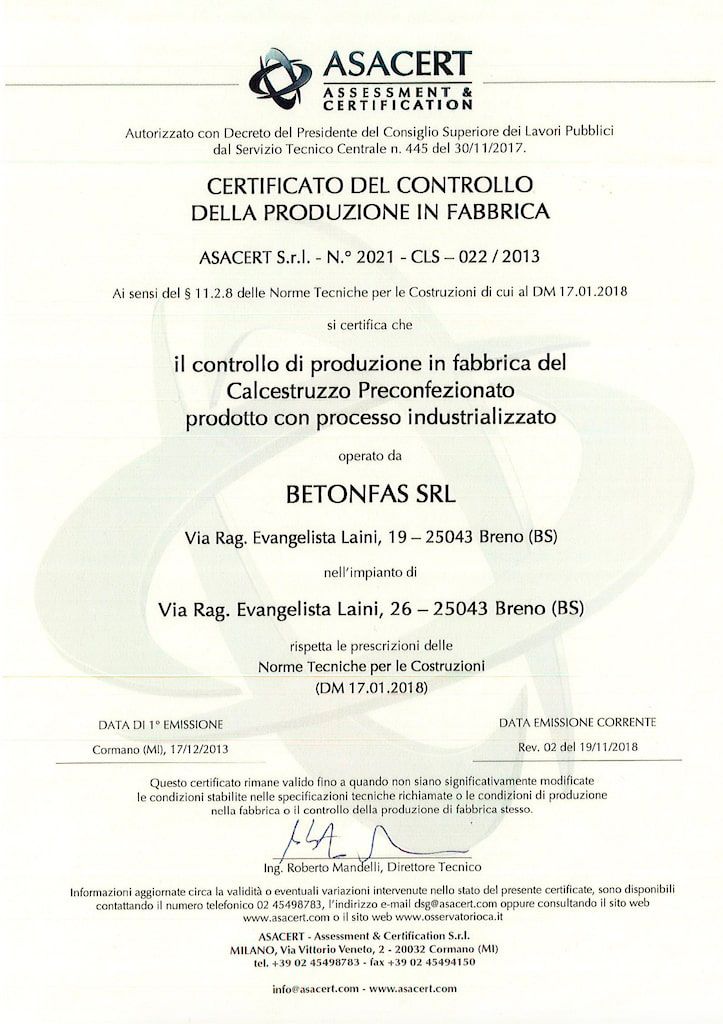 ASACERT
ASSESSMENT &
CERTIFICATION
Autorizzato con Decreto del Presidente del Consiglio Superiore dei Lavori Pubblici
dal Servizio Tecnico Centrale n. 445 del 30/11/2017.
CERTIFICATO DEL CONTROLLO
DELLA PRODUZIONE IN FABBRICA
ASACERT S.r.l. - N.° 2021 - CLS – 022 / 2013
Ai sensi del § 11.2.8 delle Norme Tecniche per le Costruzioni di cui al DM 17.01.2018
si certifica che
il controllo di produzione in fabbrica del
Calcestruzzo Preconfezionato
prodotto con processo industrializzato
operato da
BETONFAS SRL
Via Rag. Evangelista Laini, 19 – 25043 Breno (BS)
nell'impianto di
Via Rag. Evangelista Laini, 26 – 25043 Breno (BS)
rispetta le prescrizioni delle
Norme Tecniche per le Costruzioni
(DM 17.01.2018)
DATA DI 1° EMISSIONE
Cormano (MI), 17/12/2013
DATA EMISSIONE CORRENTE
Rev. 02 del 19/11/2018
Questo certificato rimane valido fino a quando non siano significativamente modificate
le condizioni stabilite nelle specificazioni tecniche richiamate o le condizioni di produzione
nella fabbrica o il controllo della produzione di fabbrica stesso.
Ing. Roberto Mandelli, Direttore Tecnico
Informazioni aggiornate circa la validità o eventuali variazioni intervenute nello stato del presente certificate, sono disponibili
contattando il numero telefonico 02 45498783, l'indirizzo e-mail dsg@asacert.com oppure consultando il sito web
www.asacert.com o il sito web www.osservatorioca.it
ASACERT - Assessment & Certification S.r.l.
MILANO, Via Vittorio Veneto, 2 - 20032 Cormano (MI)
tel. +39 02 45498783 - fax +39 02 45494150
info@asacert.com - www.asacert.com